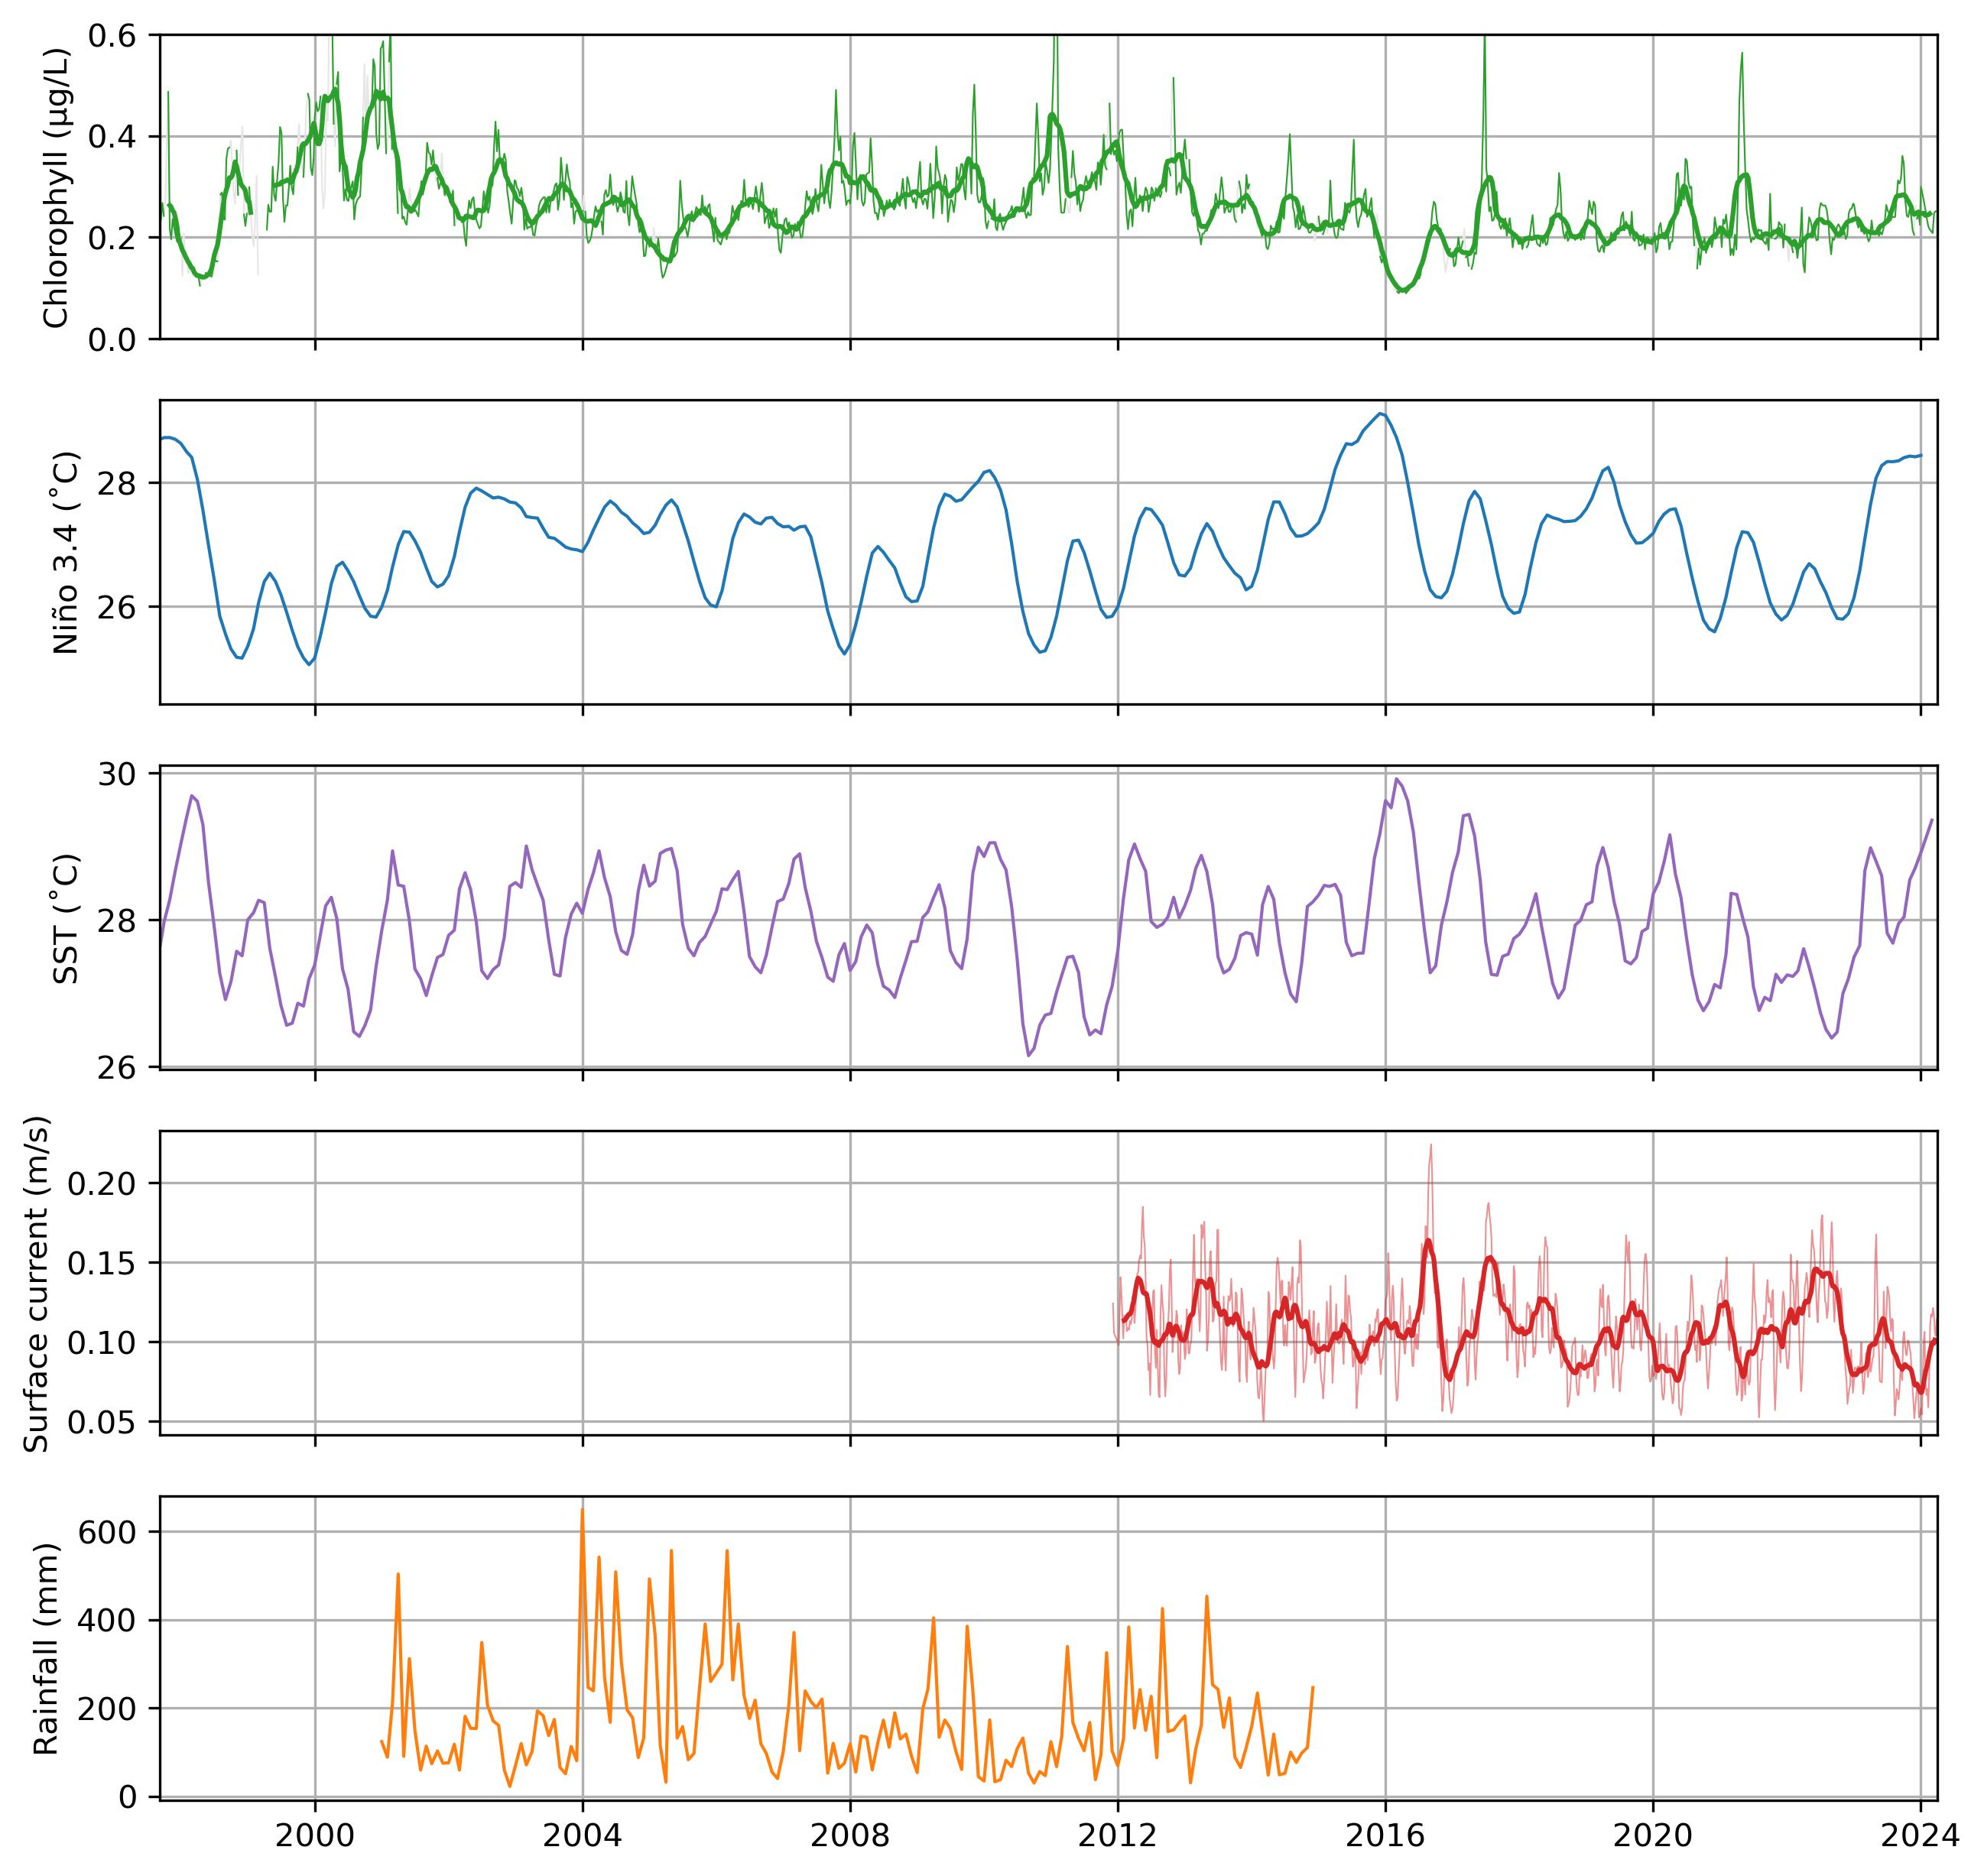 Chlorophyll (µg/L)
0.6
0.4
0.2
0.0
Niño 3.4 (˚C)
28
26
SST (˚C)
30
28
26
Surface current (m/s)
0.20
0.15
0.10
0.05
Rainfall (mm)
600
400
200
0
2000 2004 2008 2012 2016 2020 2024